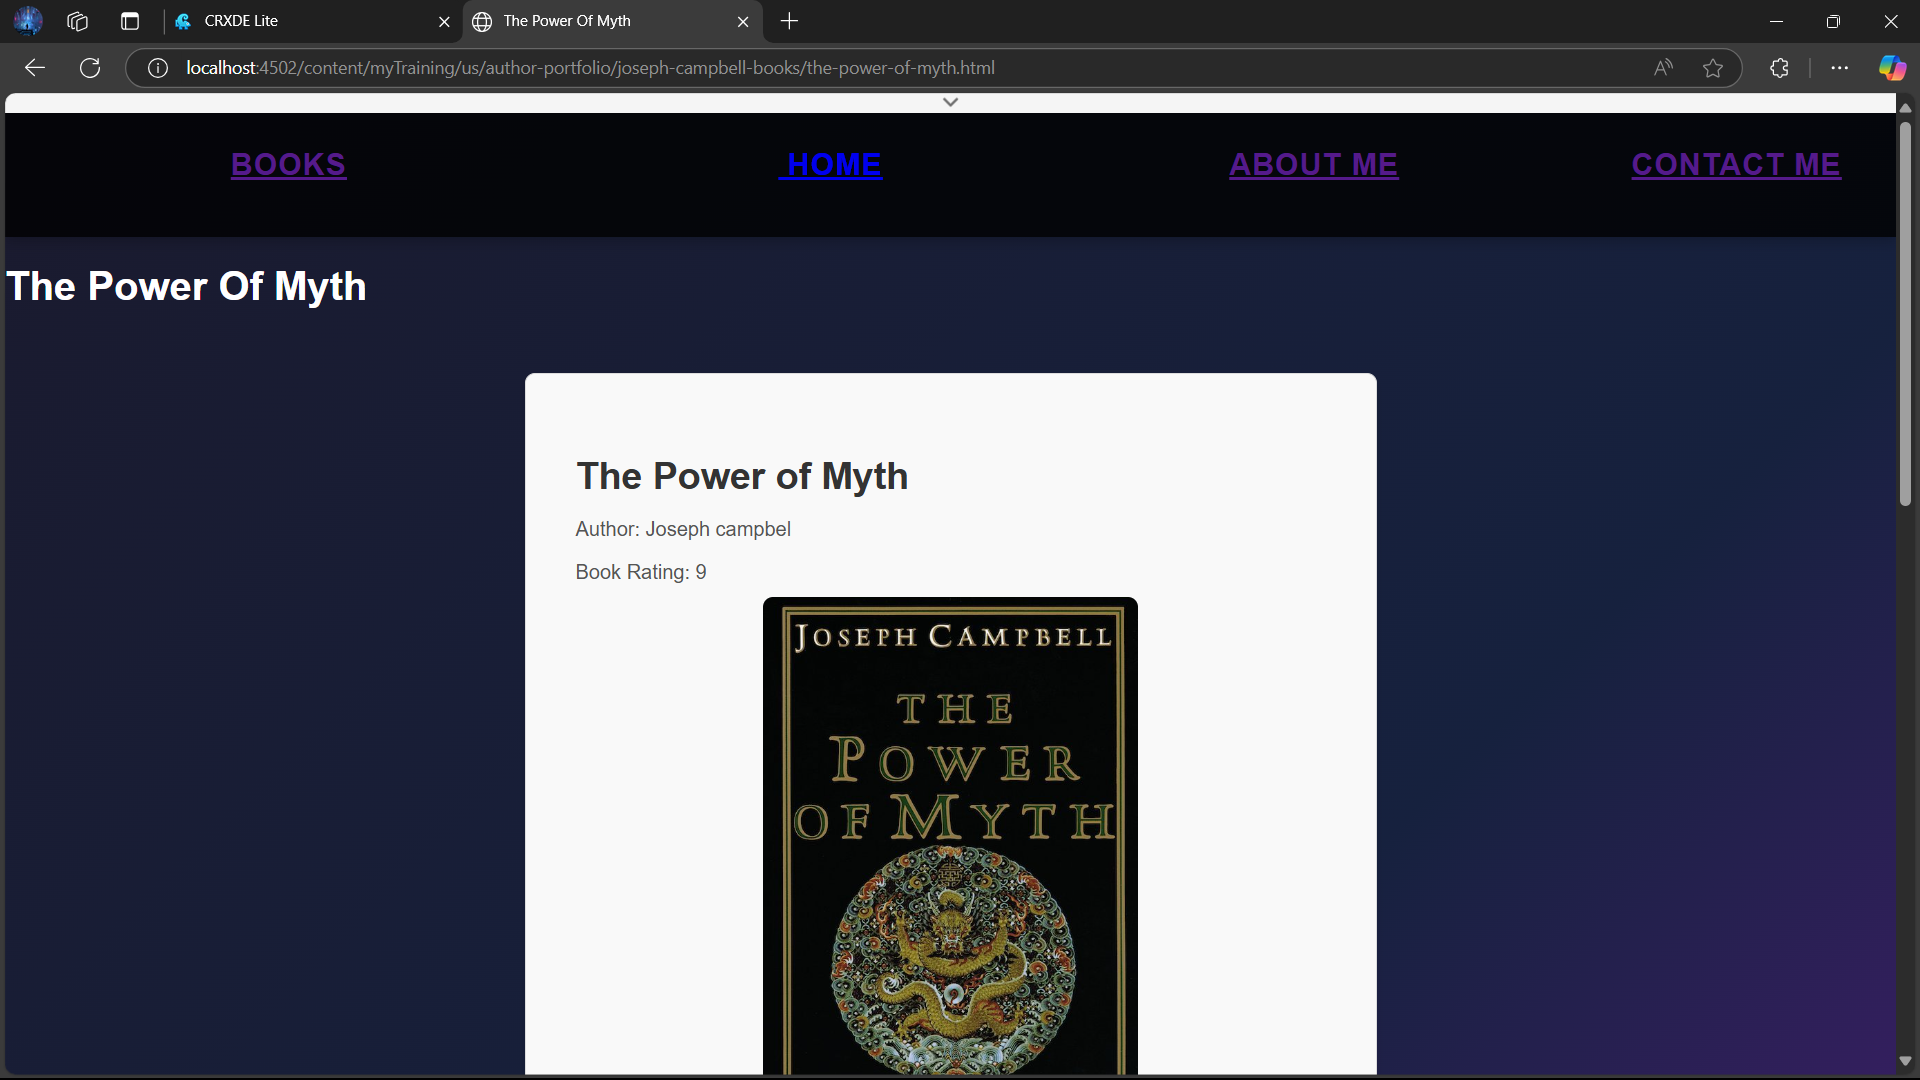 CRXDE Lite
The Power Of Myth
localhost:4502/content/myTraining/us/author-portfolio/joseph-campbell-books/the-power-of-myth.html
BOOKS HOME ABOUT ME CONTACT ME
The Power Of Myth
The Power of Myth
Author: Joseph campbel
Book Rating: 9
JOSEPH CAMPBELL
THE
POWER
OF MYTH